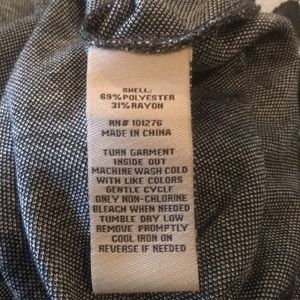 SHELL:
69% POLYESTER
31% RAYON
RN# 101276
MADE IN CHINA
TURN GARMENT
INSIDE OUT
MACHINE WASH COLD
WITH LIKE COLORS
GENTLE CYCLE
ONLY NON-CHLORINE
BLEACH WHEN NEEDED
TUMBLE DRY LOW
REMOVE PROMPTLY
COOL IRON ON
REVERSE IF NEEDED